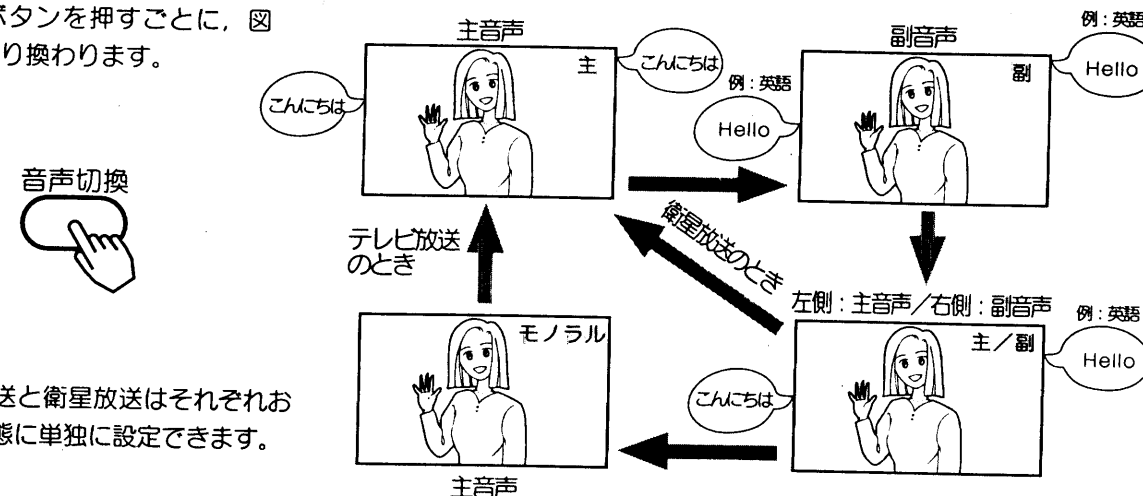 ボタンを押すごとに，図
り換わります。
音声切換
送と衛星放送はそれぞれお
態に単独に設定できます。
主音声
主
こんにちは
こんにちは
副音声
副
例：英語
Hello
例：英語
Hello
テレビ放送
のとき
衛星放送のとき
左側：主音声／右側：副音声
主／副
例：英語
Hello
こんにちは
モノラル
主音声